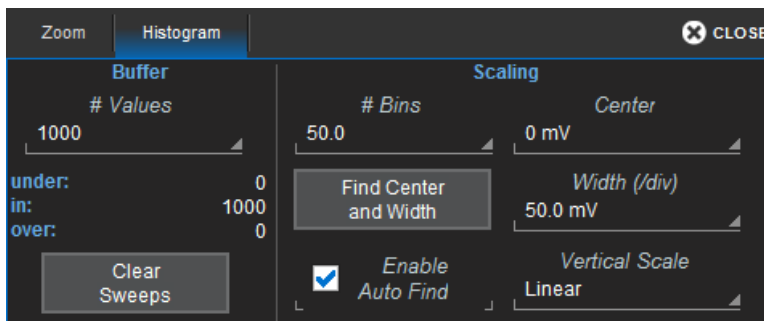 Zoom Histogram CLOSE
Buffer Scaling
# Values # Bins Center
1000 50.0 0 mV
under: 0
in: 1000
over: 0
Find Center
and Width
Width (/div)
50.0 mV
Clear
Sweeps
Enable
Auto Find
Vertical Scale
Linear